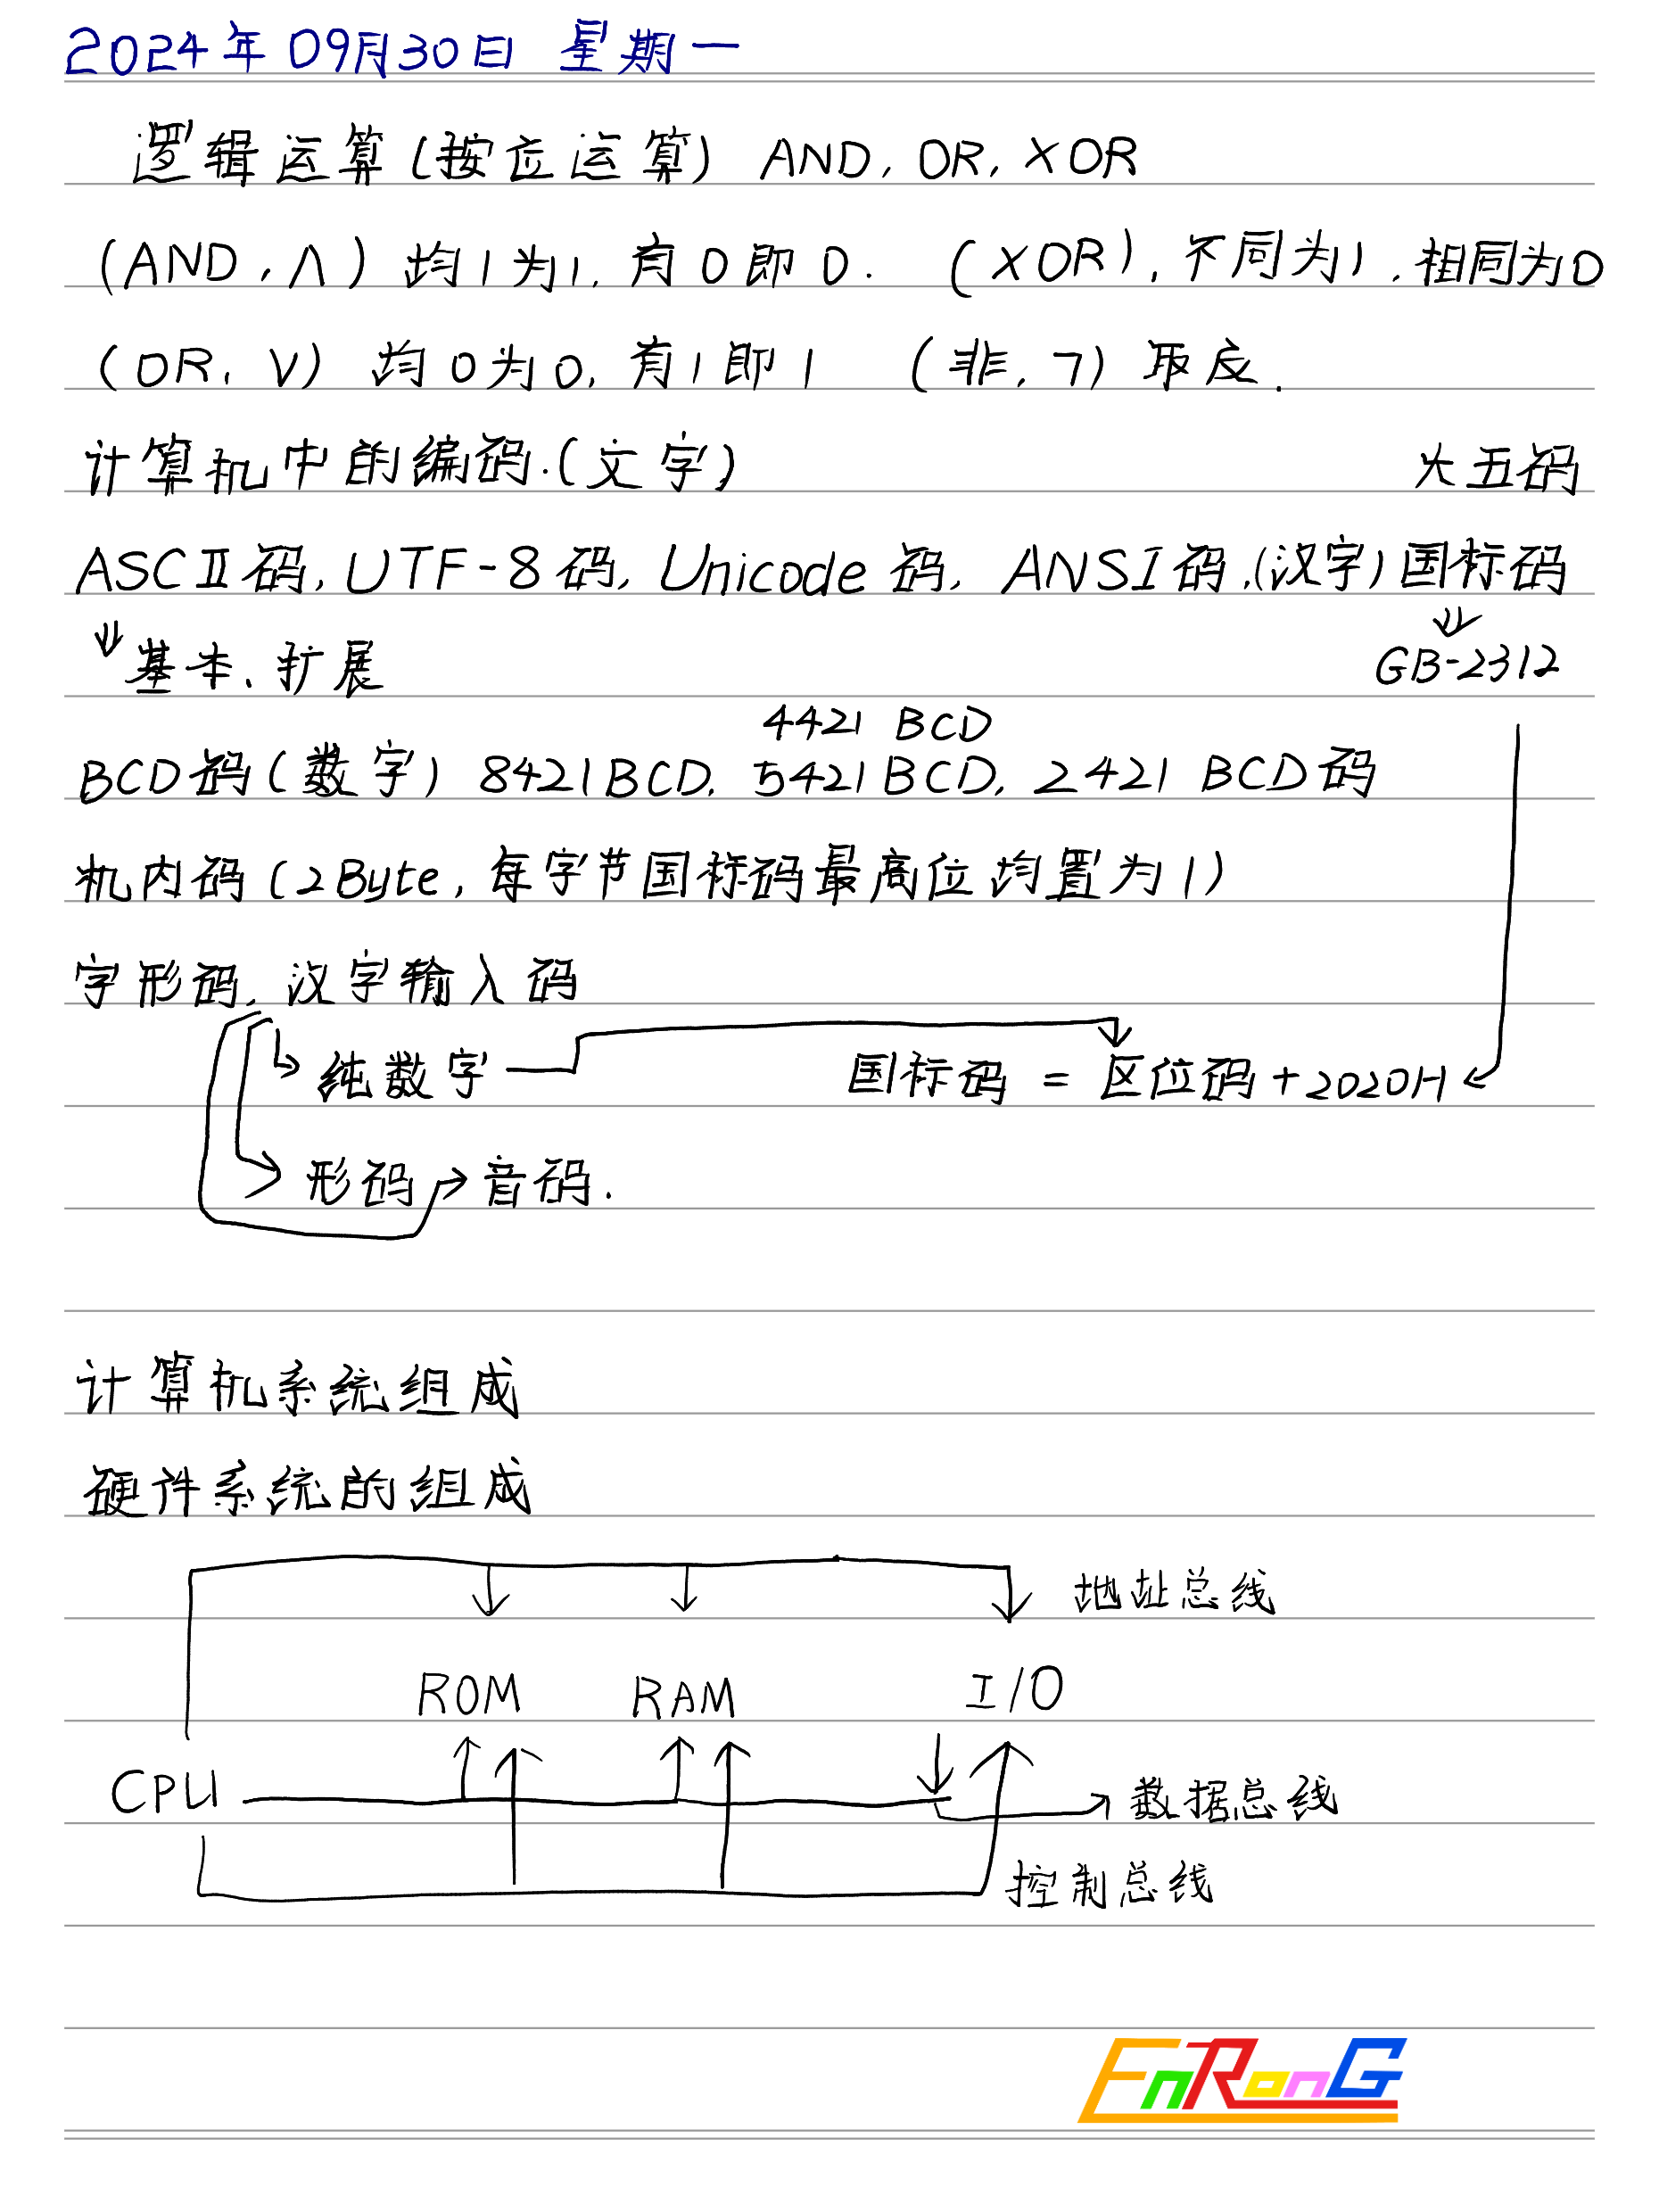 2024年09月30日 星期一
逻辑运算(按位运算) AND, OR, XOR
(AND,∧) 均1为1,有0即0. (XOR),不同为1,相同为0
(OR,∨) 均0为0,有1即1 (非,ㄱ) 取反.
计算机中的编码.(文字) 大五码
ASCⅡ码,UTF-8码,Unicode码,ANSI码,(汉字)国标码
⇓基本、扩展 ⇓
GB-2312
4421 BCD
BCD码(数字) 8421BCD, 5421BCD, 2421 BCD码
机内码(2Byte,每字节国标码最高位均置为1)
字形码,汉字输入码
→纯数字 国标码 = 区位码+2020H
→形码→音码.
计算机系统组成
硬件系统的组成
地址总线
ROM RAM I/O
CPU →数据总线
控制总线
EnRonG